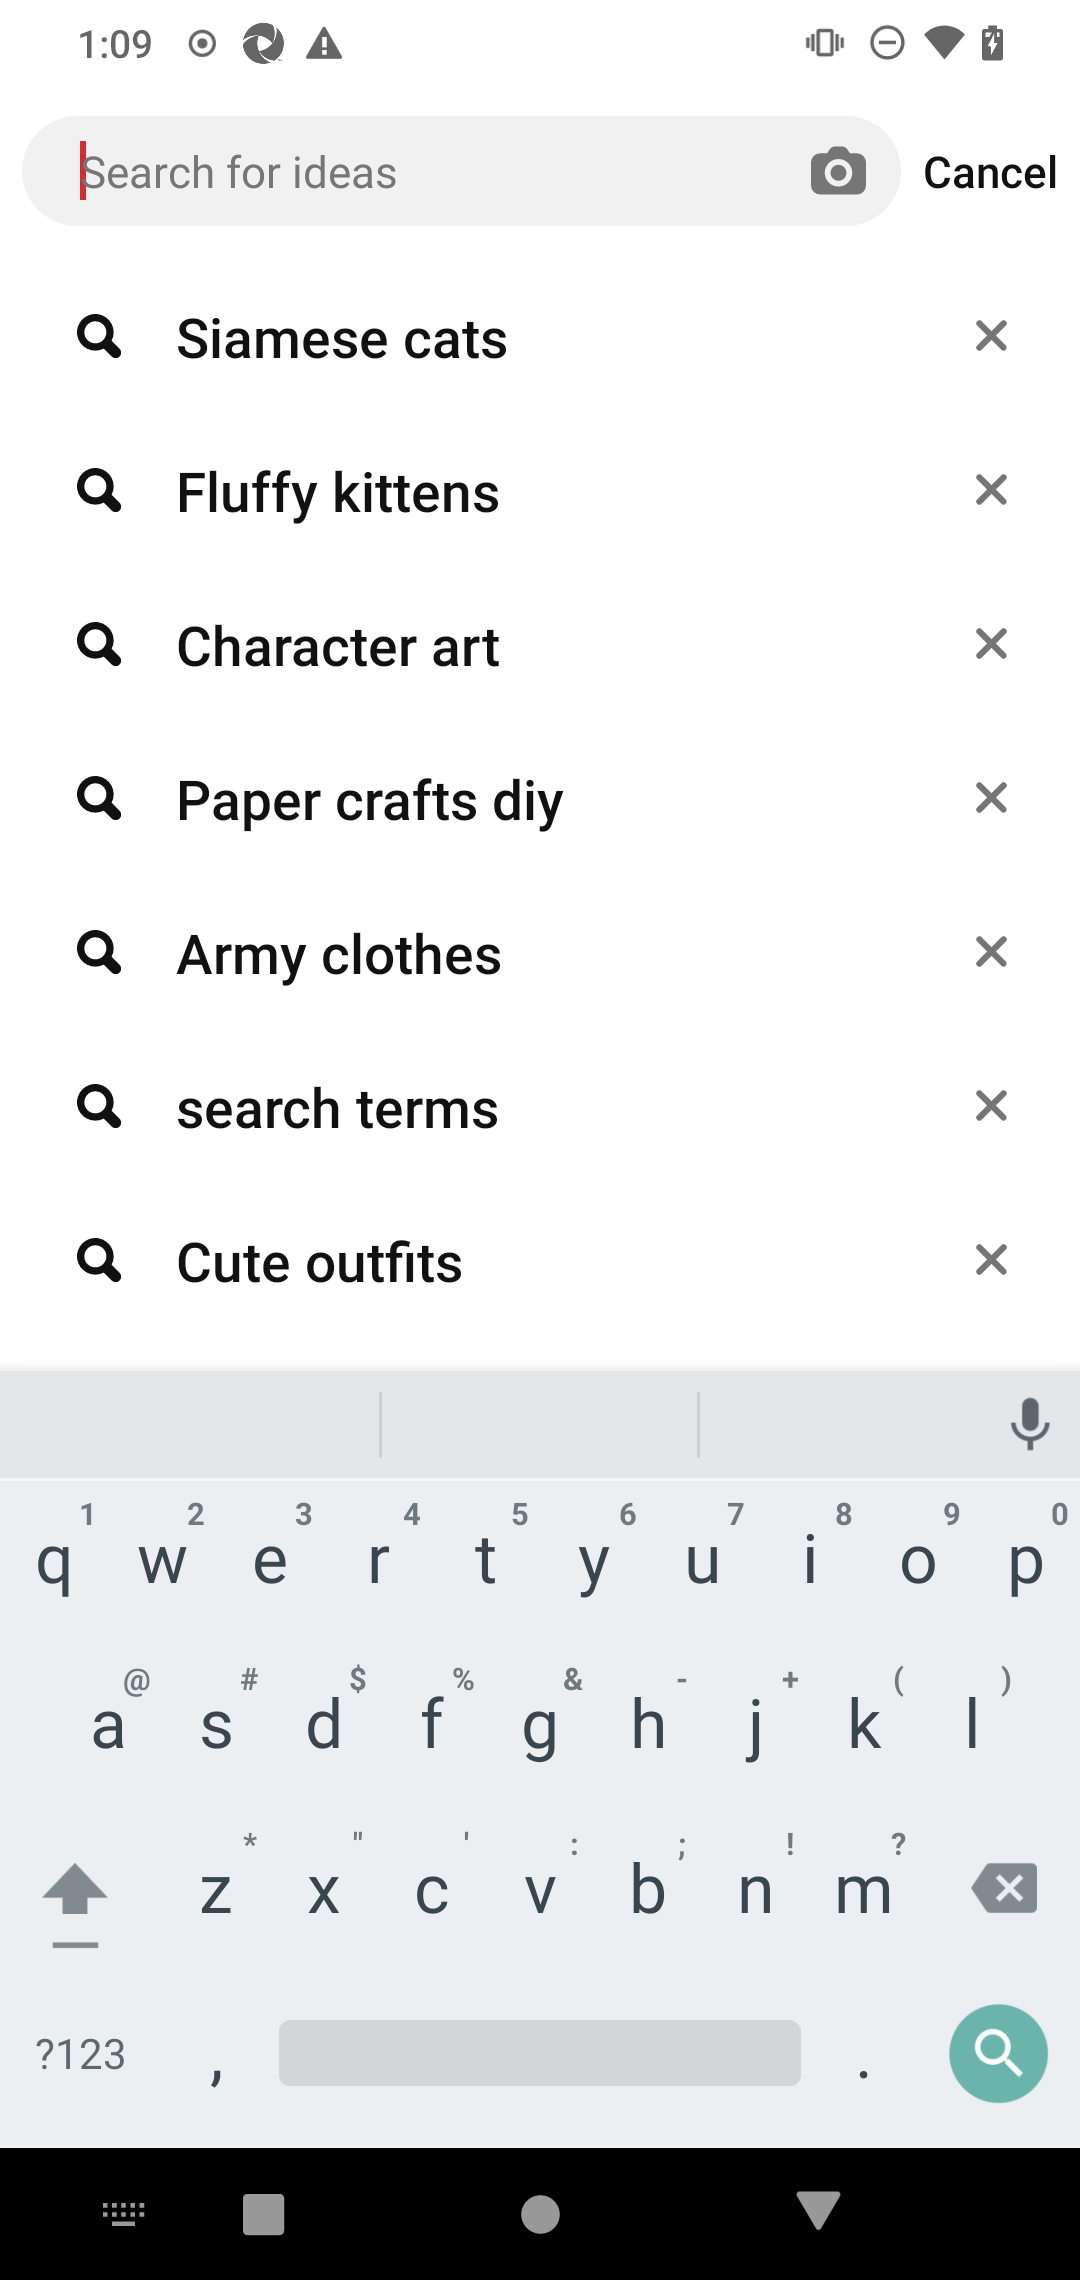 1:09
Search for ideas
Cancel
Siamese cats
Fluffy kittens
Character art
Paper crafts diy
Army clothes
search terms
Cute outfits
1 2 3 4 5 6 7 8 9 0
q w e r t y u i o p
@ # $ % & - + ( )
a s d f g h j k l
* " ' : ; ! ?
z x c v b n m
?123 , .